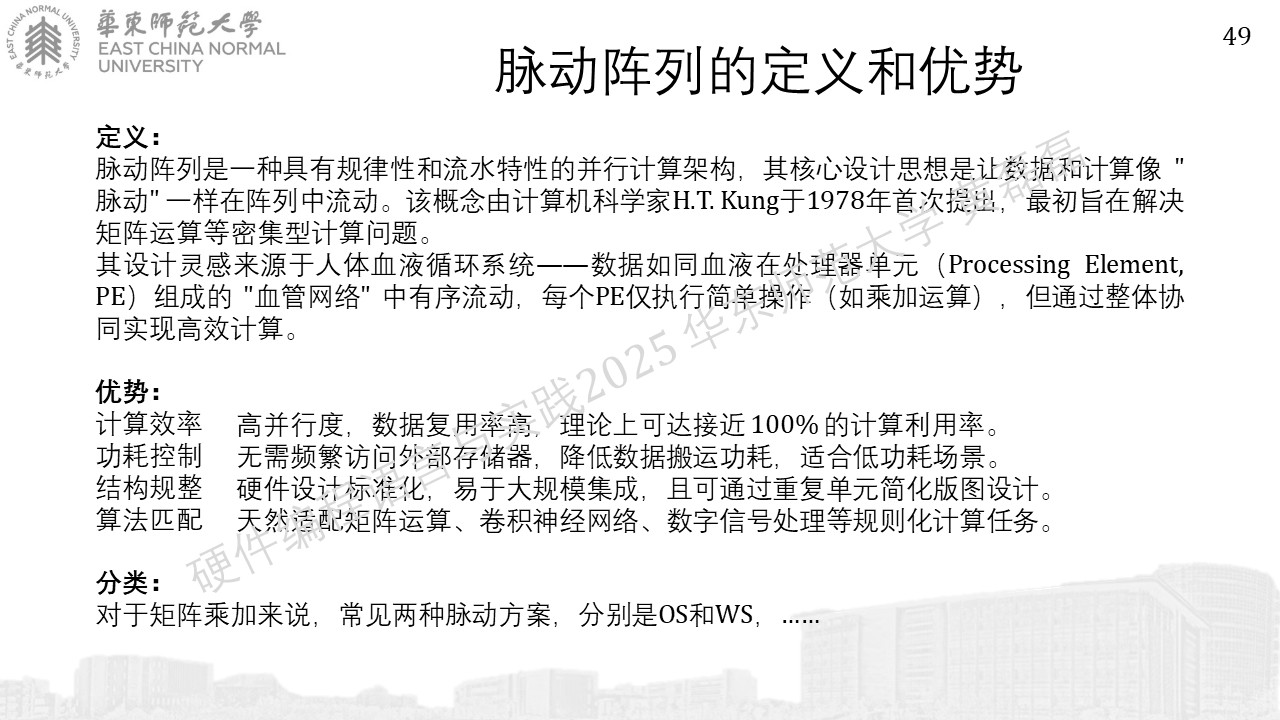 華東師範大學
EAST CHINA NORMAL
UNIVERSITY
49
脉动阵列的定义和优势
定义：
脉动阵列是一种具有规律性和流水特性的并行计算架构，其核心设计思想是让数据和计算像 "
脉动" 一样在阵列中流动。该概念由计算机科学家H.T. Kung于1978年首次提出，最初旨在解决
矩阵运算等密集型计算问题。
其设计灵感来源于人体血液循环系统——数据如同血液在处理器单元（Processing Element,
PE）组成的 "血管网络" 中有序流动，每个PE仅执行简单操作（如乘加运算），但通过整体协
同实现高效计算。
优势：
计算效率 高并行度，数据复用率高，理论上可达接近 100% 的计算利用率。
功耗控制 无需频繁访问外部存储器，降低数据搬运功耗，适合低功耗场景。
结构规整 硬件设计标准化，易于大规模集成，且可通过重复单元简化版图设计。
算法匹配 天然适配矩阵运算、卷积神经网络、数字信号处理等规则化计算任务。
分类：
对于矩阵乘加来说，常见两种脉动方案，分别是OS和WS，......
硬件编程语言与实践2025 华东师范大学 黄磊磊